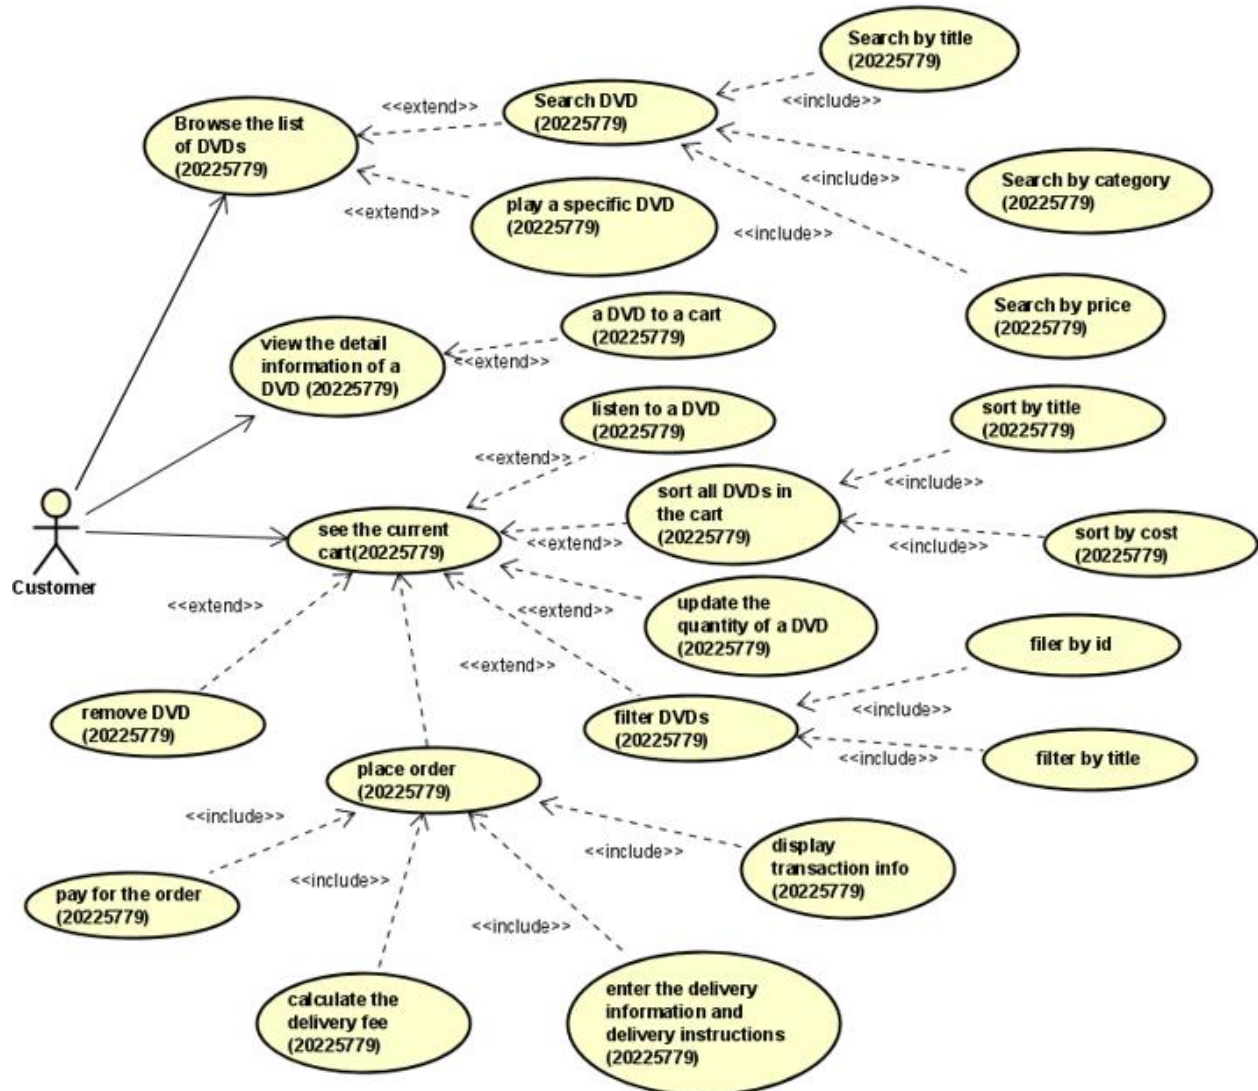 Search by title
(20225779)
<<include>>
Search DVD
(20225779)
<<extend>>
Browse the list
of DVDs
(20225779)
<<include>>
Search by category
(20225779)
play a specific DVD
(20225779)
<<extend>>
<<include>>
Search by price
(20225779)
a DVD to a cart
(20225779)
view the detail
information of a
DVD (20225779)
<<extend>>
listen to a DVD
(20225779)
sort by title
(20225779)
<<extend>>
sort all DVDs in
the cart
(20225779)
<<include>>
see the current
cart(20225779)
<<extend>>
<<include>>
sort by cost
(20225779)
Customer
<<extend>>
<<extend>>
update the
quantity of a DVD
(20225779)
filer by id
<<extend>>
remove DVD
(20225779)
filter DVDs
(20225779)
<<include>>
<<include>>
filter by title
place order
(20225779)
<<include>>
<<include>>
display
transaction info
(20225779)
pay for the order
(20225779)
<<include>>
<<include>>
calculate the
delivery fee
(20225779)
enter the delivery
information and
delivery instructions
(20225779)